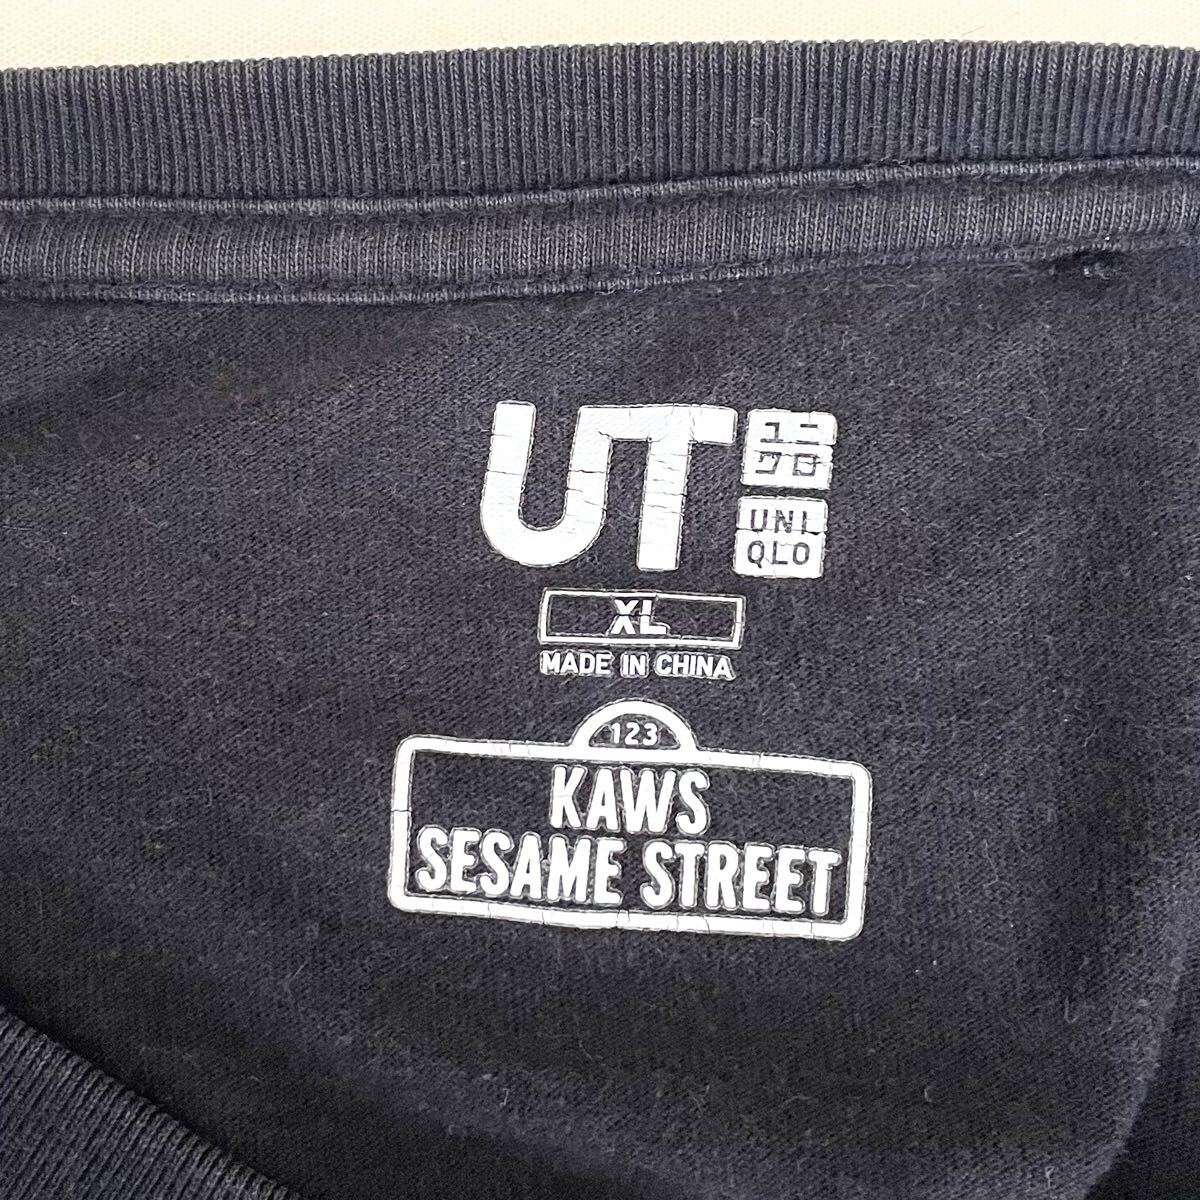 UT
ユニ
クロ
UNI
QLO
XL
MADE IN CHINA
123
KAWS
SESAME STREET